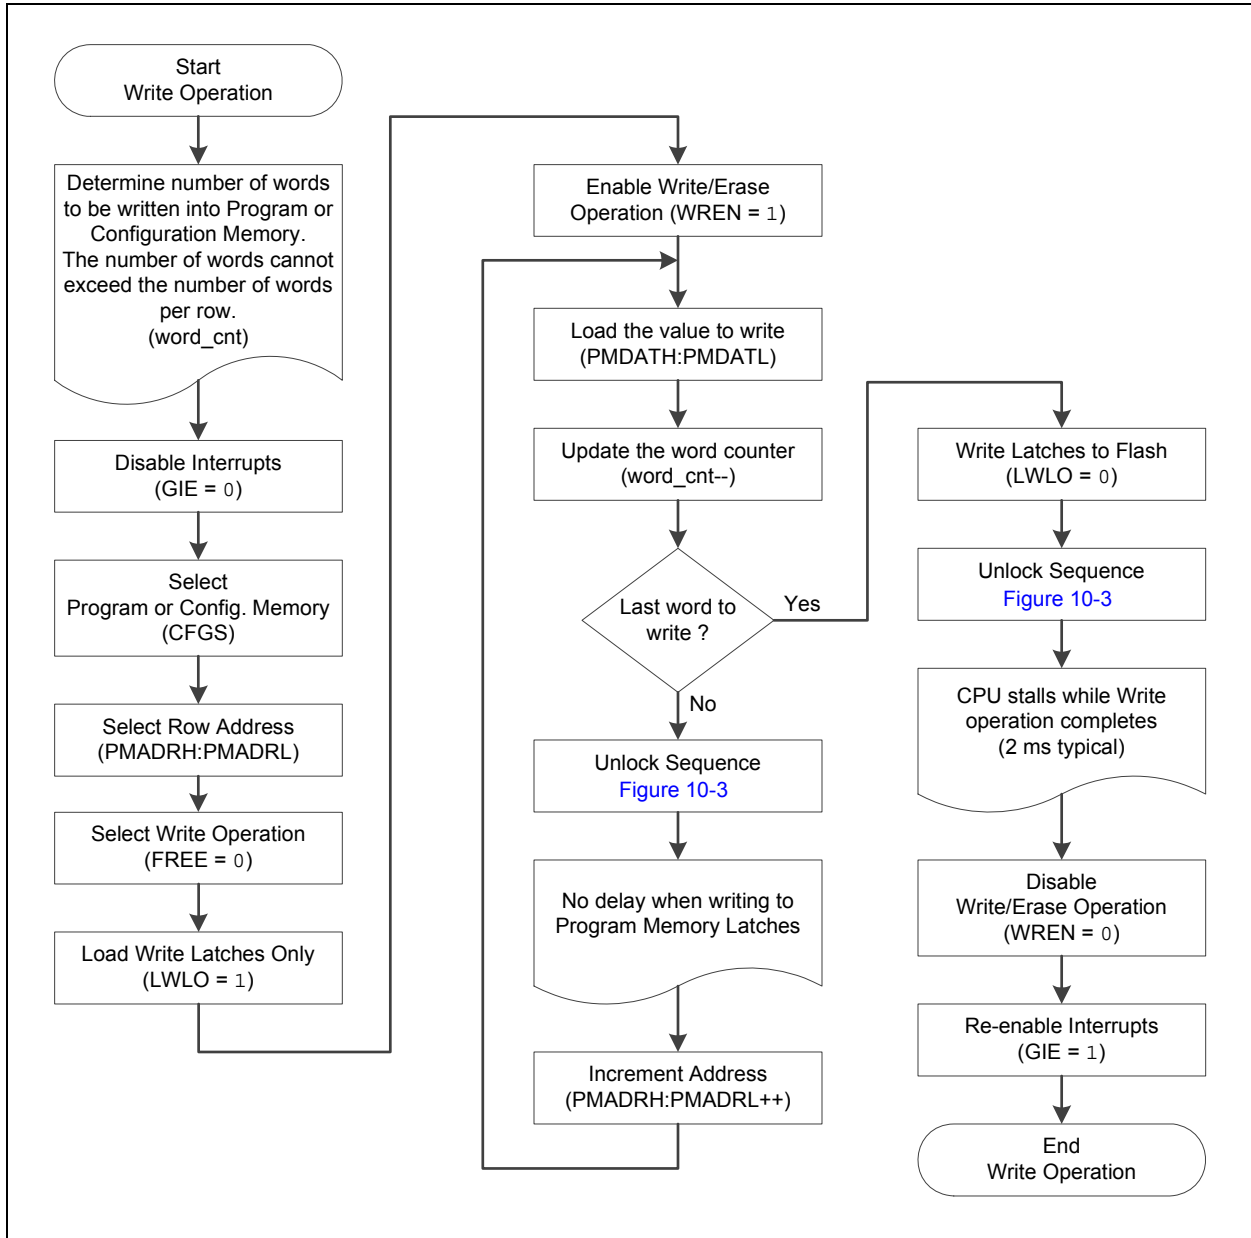 Start
Write Operation
Determine number of words
to be written into Program or
Configuration Memory.
The number of words cannot
exceed the number of words
per row.
(word_cnt)
Disable Interrupts
(GIE = 0)
Select
Program or Config. Memory
(CFGS)
Select Row Address
(PMADRH:PMADRL)
Select Write Operation
(FREE = 0)
Load Write Latches Only
(LWLO = 1)
Enable Write/Erase
Operation (WREN = 1)
Load the value to write
(PMDATH:PMDATL)
Update the word counter
(word_cnt--)
Last word to
write ?
Yes
No
Unlock Sequence
Figure 10-3
No delay when writing to
Program Memory Latches
Increment Address
(PMADRH:PMADRL++)
Write Latches to Flash
(LWLO = 0)
Unlock Sequence
Figure 10-3
CPU stalls while Write
operation completes
(2 ms typical)
Disable
Write/Erase Operation
(WREN = 0)
Re-enable Interrupts
(GIE = 1)
End
Write Operation